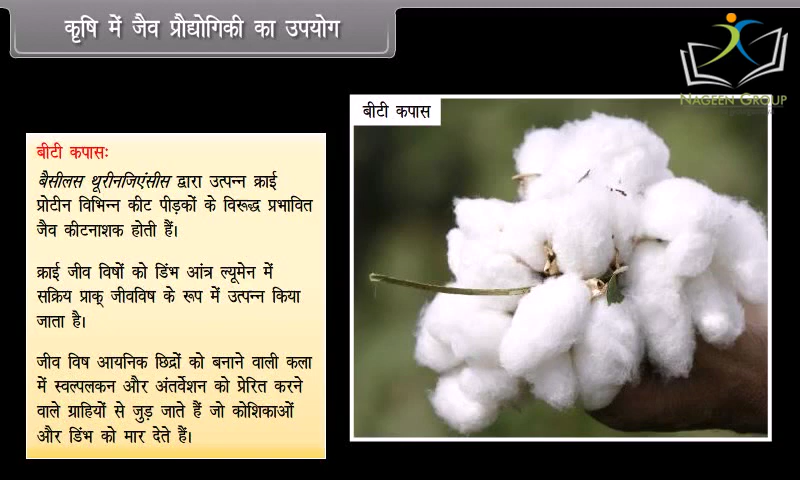 कृषि में जैव प्रौद्योगिकी का उपयोग
NAGEEN GROUP
बीटी कपास
बीटी कपासः
बैसीलस थूरीनजिएंसीस द्वारा उत्पन्न क्राई
प्रोटीन विभिन्न कीट पीड़कों के विरूद्ध प्रभावित
जैव कीटनाशक होती हैं।
क्राई जीव विषों को डिंभ आंत्र ल्यूमेन में
सक्रिय प्राक् जीवविष के रूप में उत्पन्न किया
जाता है।
जीव विष आयनिक छिद्रों को बनाने वाली कला
में स्वल्पलकन और अंतर्वेशन को प्रेरित करने
वाले ग्राहियों से जुड़ जाते हैं जो कोशिकाओं
और डिंभ को मार देते हैं।